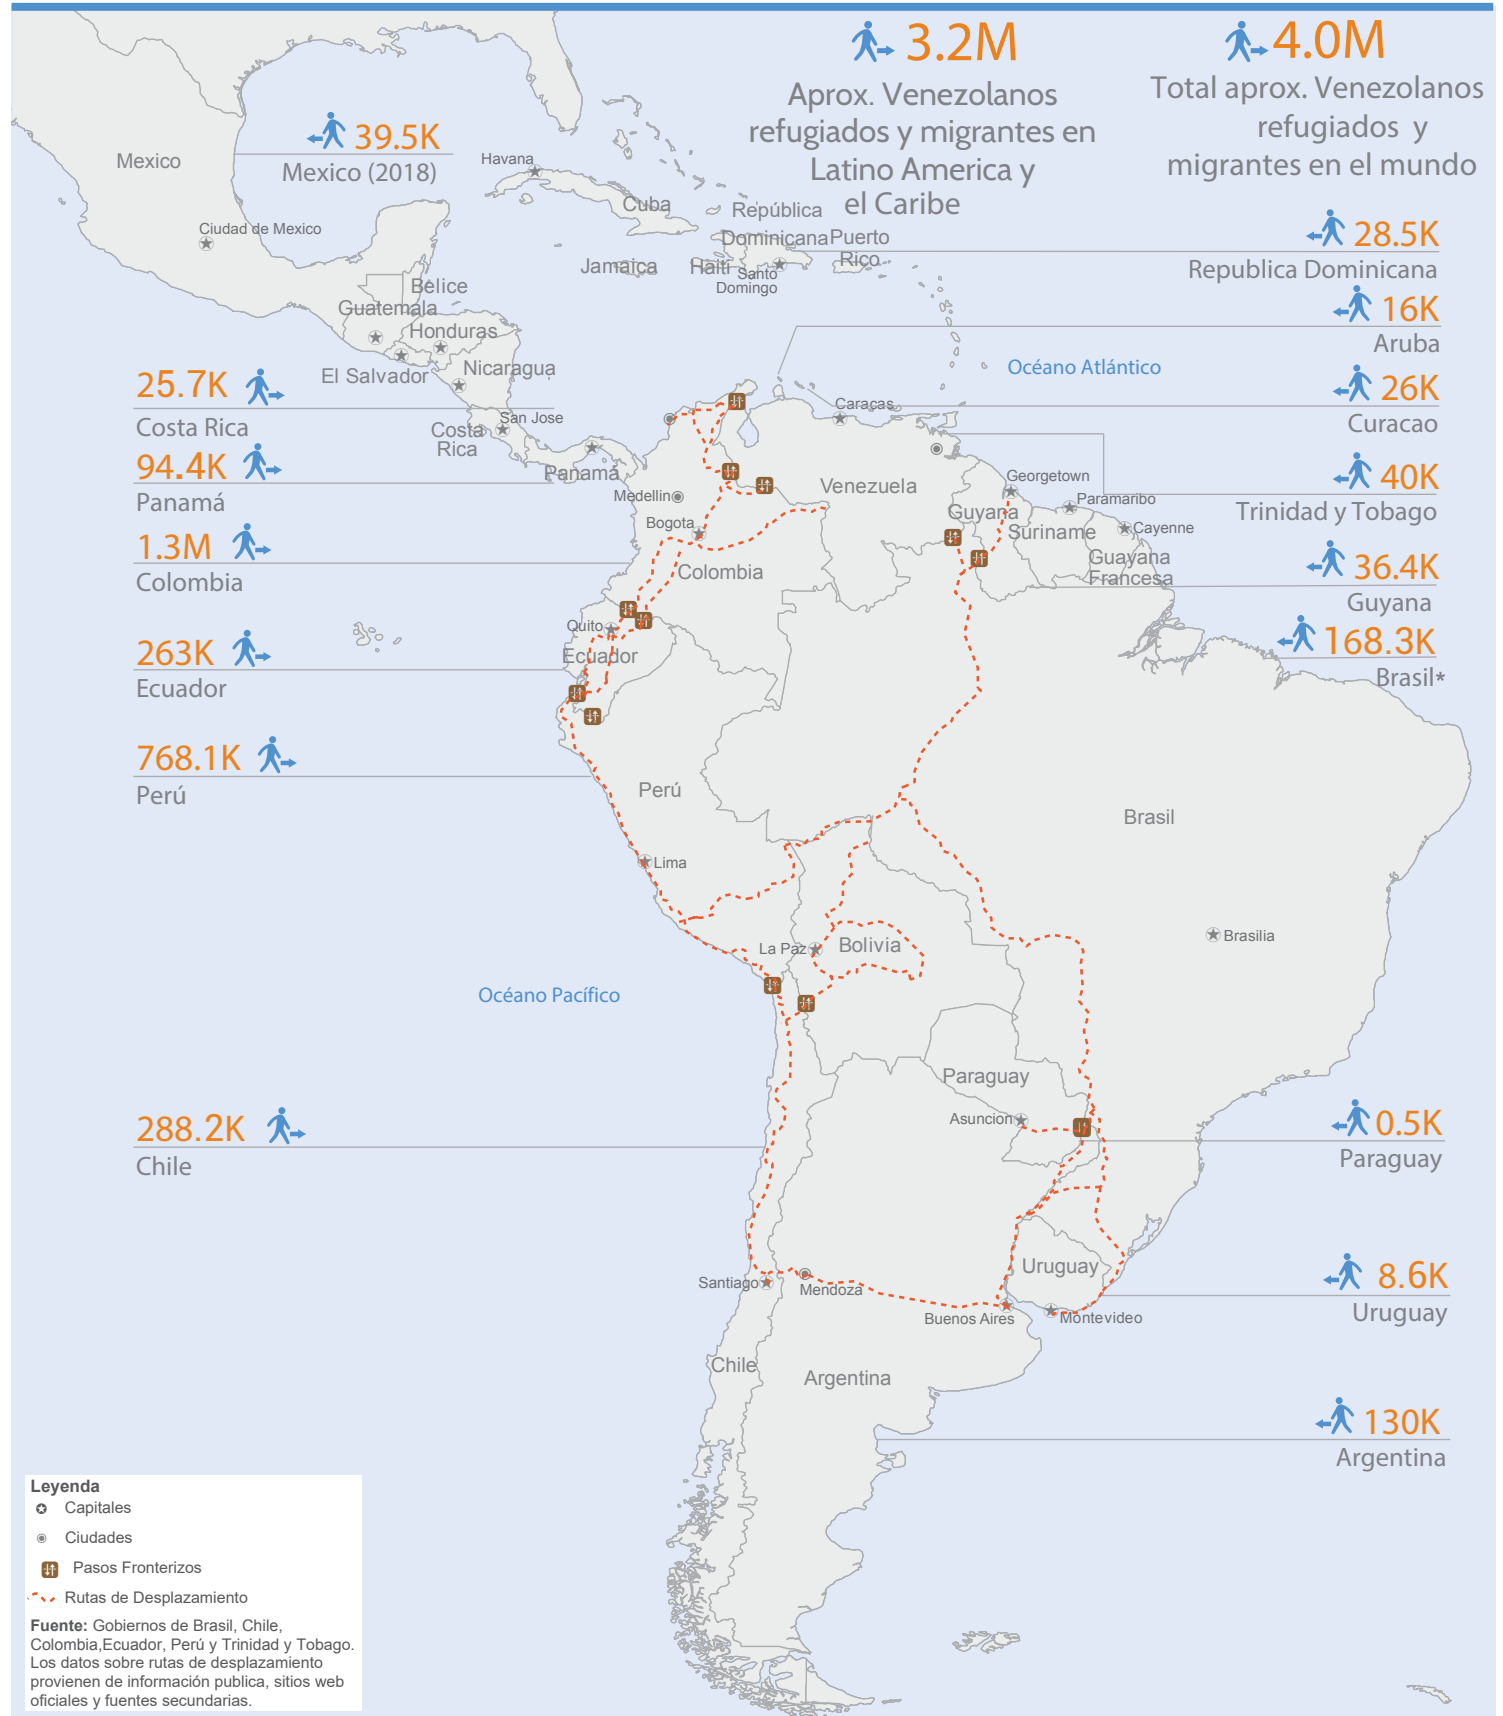 3.2M
Aprox. Venezolanos
refugiados y migrantes en
Latino America y
el Caribe
4.0M
Total aprox. Venezolanos
refugiados y
migrantes en el mundo
39.5K
Mexico (2018)
Mexico
Ciudad de Mexico
Havana
Cuba
República
Dominicana
Puerto
Rico
Jamaica
Haiti
Santo
Domingo
Belice
Guatemala
Honduras
El Salvador
Nicaragua
28.5K
Republica Dominicana
16K
Aruba
Océano Atlántico
26K
Curacao
40K
Trinidad y Tobago
36.4K
Guyana
168.3K
Brasil*
25.7K
Costa Rica
94.4K
Panamá
1.3M
Colombia
263K
Ecuador
768.1K
Perú
San Jose
Costa
Rica
Panamá
Caracas
Medellin
Venezuela
Georgetown
Paramaribo
Guyana
Suriname
Cayenne
Guayana
Francesa
Bogota
Colombia
Quito
Ecuador
Perú
Brasil
Lima
La Paz
Bolivia
Brasilia
Océano Pacífico
Paraguay
Asuncion
288.2K
Chile
0.5K
Paraguay
8.6K
Uruguay
130K
Argentina
Uruguay
Santiago
Mendoza
Buenos Aires
Montevideo
Chile
Argentina
Leyenda
Capitales
Ciudades
Pasos Fronterizos
Rutas de Desplazamiento
Fuente: Gobiernos de Brasil, Chile,
Colombia,Ecuador, Perú y Trinidad y Tobago.
Los datos sobre rutas de desplazamiento
provienen de información publica, sitios web
oficiales y fuentes secundarias.